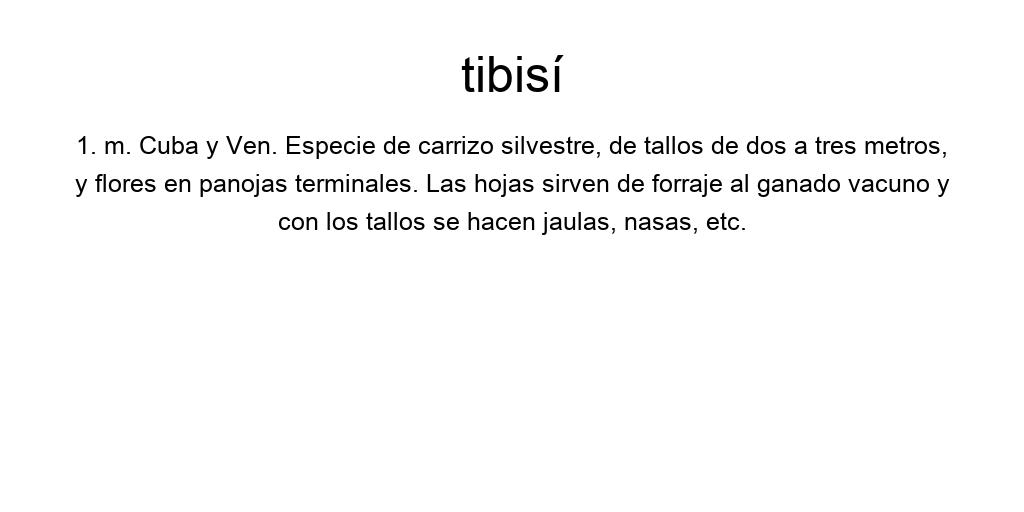 tibisí
1. m. Cuba y Ven. Especie de carrizo silvestre, de tallos de dos a tres metros,
y flores en panojas terminales. Las hojas sirven de forraje al ganado vacuno y
con los tallos se hacen jaulas, nasas, etc.